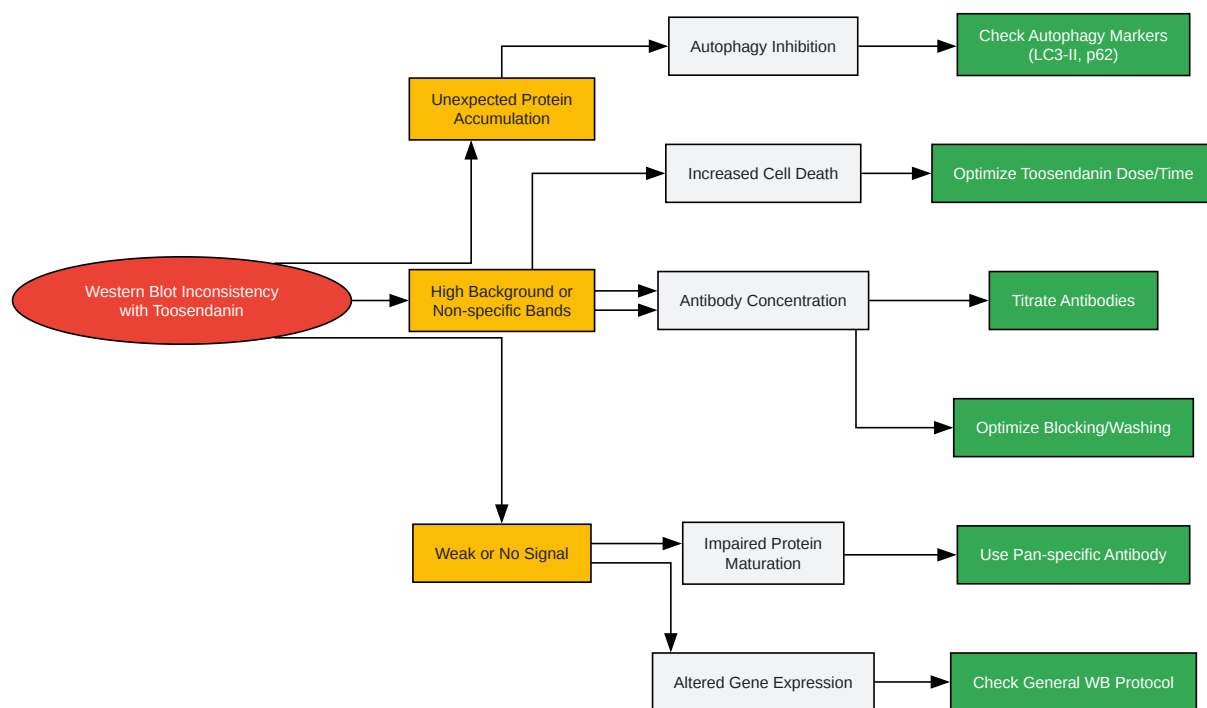 Autophagy Inhibition
Check Autophagy Markers
(LC3-II, p62)
Unexpected Protein
Accumulation
Increased Cell Death
Optimize Toosendanin Dose/Time
Western Blot Inconsistency
with Toosendanin
High Background or
Non-specific Bands
Antibody Concentration
Titrate Antibodies
Optimize Blocking/Washing
Weak or No Signal
Impaired Protein
Maturation
Use Pan-specific Antibody
Altered Gene Expression
Check General WB Protocol